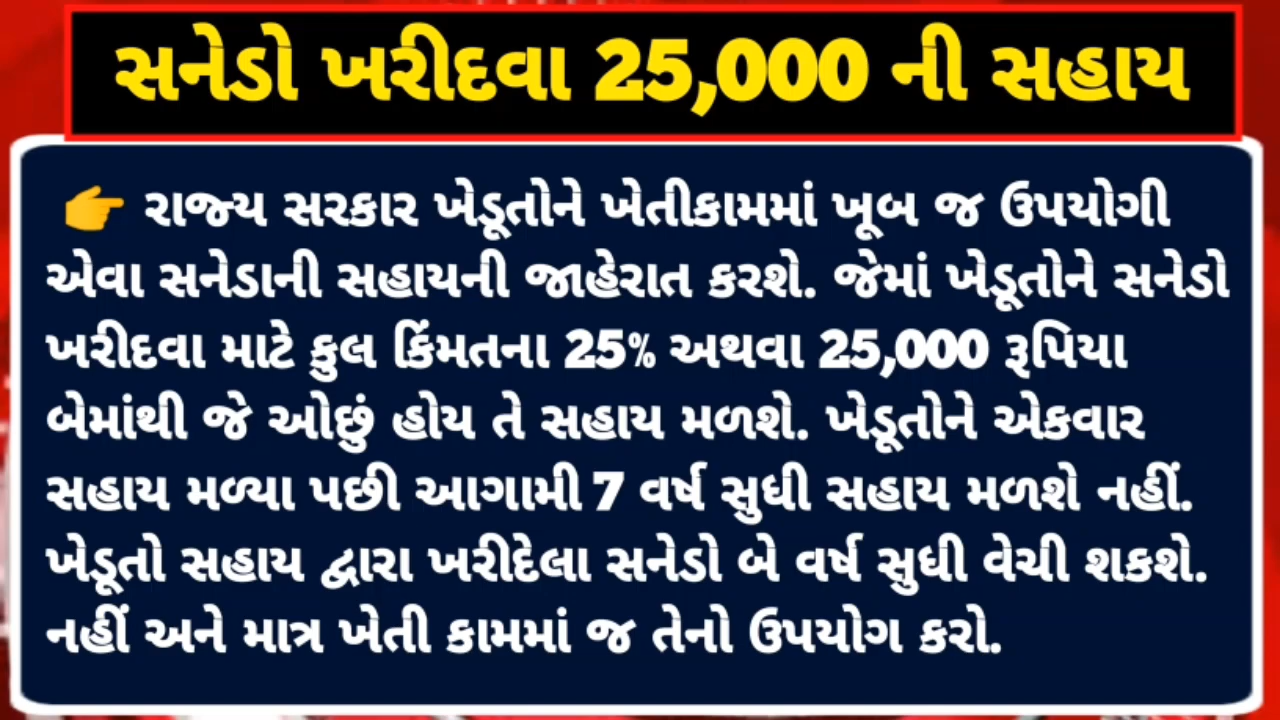 સનેડો ખરીદવા 25,000 ની સહાય
👉 રાજ્ય સરકાર ખેડૂતોને ખેતીકામમાં ખૂબ જ ઉપયોગી
એવા સનેડાની સહાયની જાહેરાત કરશે. જેમાં ખેડૂતોને સનેડો
ખરીદવા માટે કુલ કિંમતના 25% અથવા 25,000 રૂપિયા
બેમાંથી જે ઓછું હોય તે સહાય મળશે. ખેડૂતોને એકવાર
સહાય મળ્યા પછી આગામી 7 વર્ષ સુધી સહાય મળશે નહીં.
ખેડૂતો સહાય દ્વારા ખરીદેલા સનેડો બે વર્ષ સુધી વેચી શકશે.
નહીં અને માત્ર ખેતી કામમાં જ તેનો ઉપયોગ કરો.